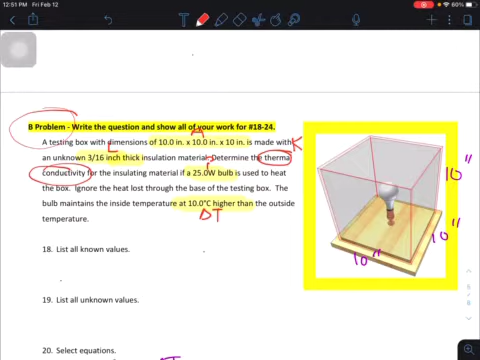 12:51 PM Fri Feb 12
60%
B Problem - Write the question and show all of your work for #18-24.
A
A testing box with dimensions of 10.0 in. x 10.0 in. x 10 in. is made with
K
L
an unknown 3/16 inch thick insulation material. Determine the thermal
P
conductivity for the insulating material if a 25.0W bulb is used to heat
the box. Ignore the heat lost through the base of the testing box. The
bulb maintains the inside temperature at 10.0°C higher than the outside
temperature.
ΔT
10"
10"
10"
18. List all known values.
19. List all unknown values.
20. Select equations.